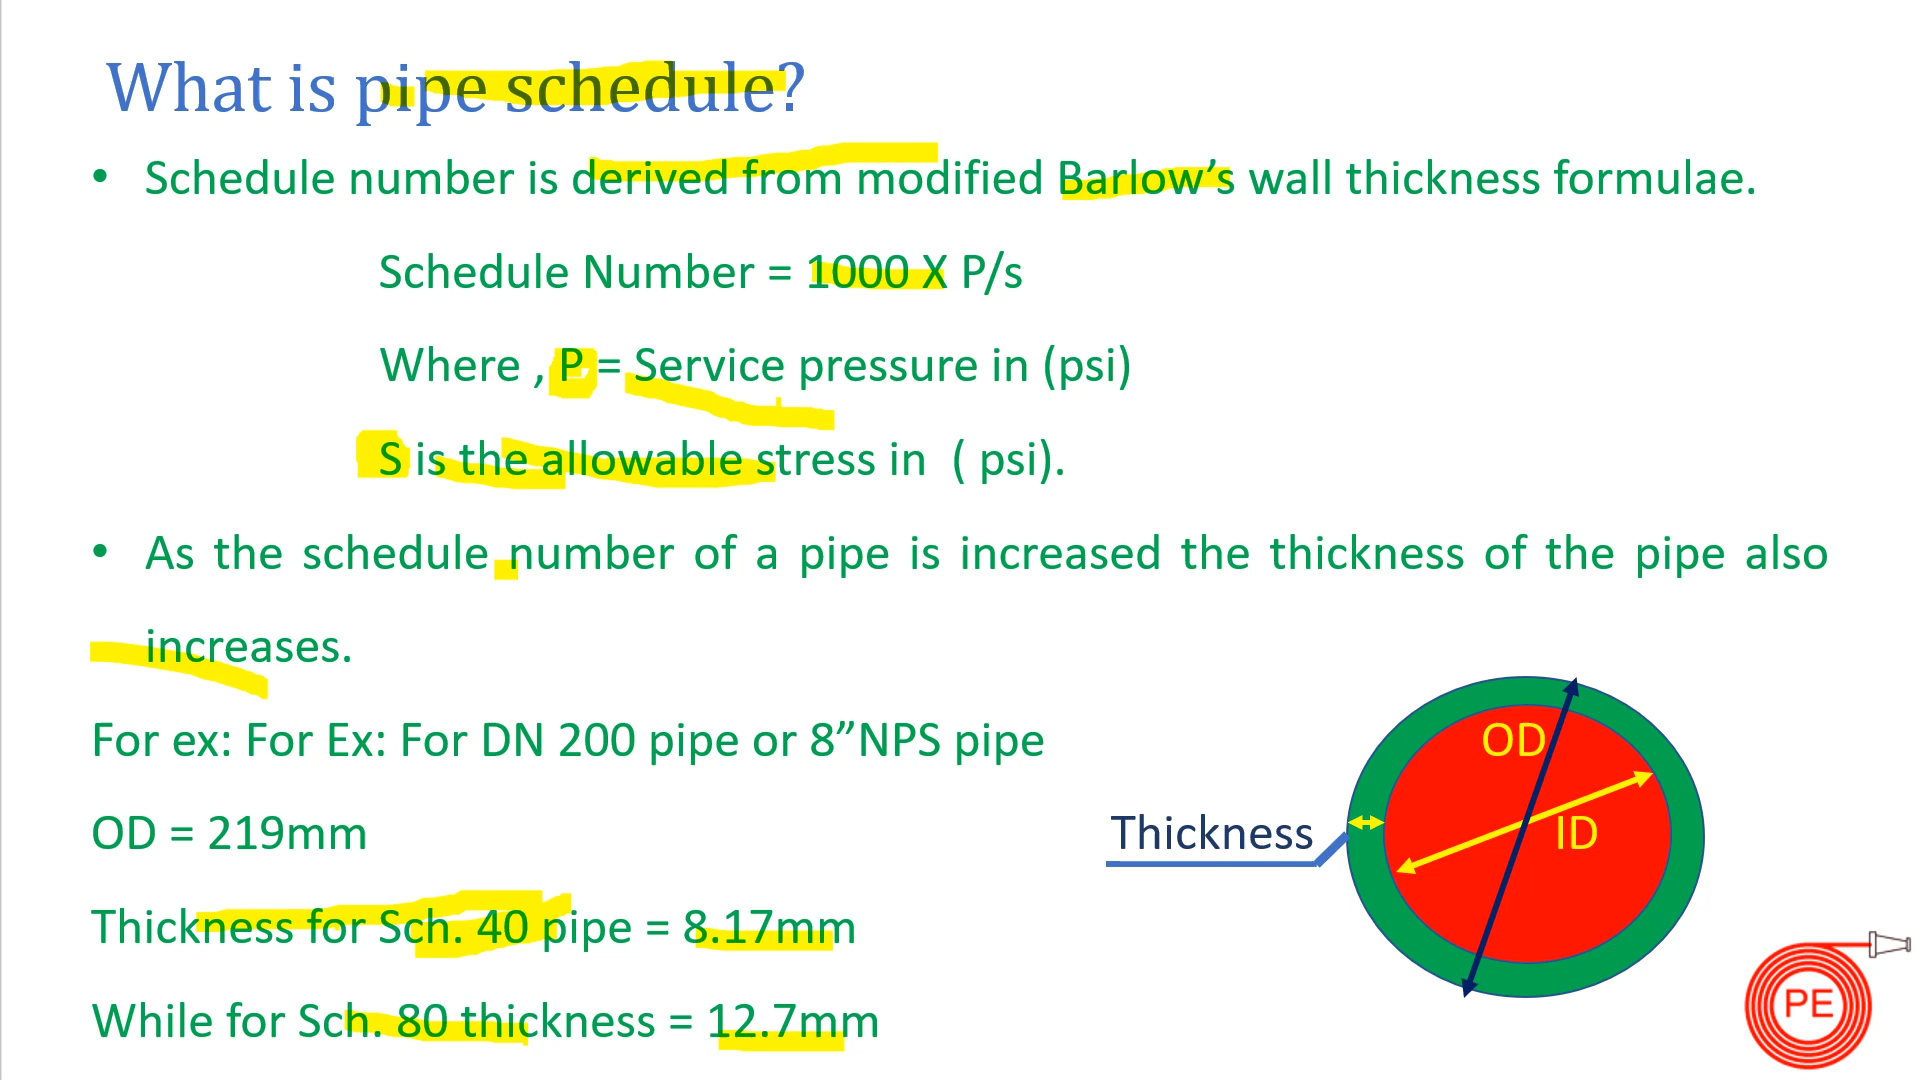 What is pipe schedule?
• Schedule number is derived from modified Barlow’s wall thickness formulae.
Schedule Number = 1000 X P/s
Where , P = Service pressure in (psi)
S is the allowable stress in ( psi).
• As the schedule number of a pipe is increased the thickness of the pipe also
increases.
For ex: For Ex: For DN 200 pipe or 8”NPS pipe
OD = 219mm
Thickness for Sch. 40 pipe = 8.17mm
While for Sch. 80 thickness = 12.7mm
OD
Thickness
ID
PE